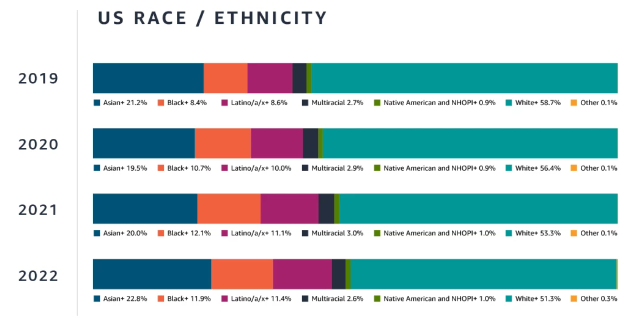 US RACE / ETHNICITY
2019
Asian+ 21.2% Black+ 8.4% Latino/a/x+ 8.6% Multiracial 2.7% Native American and NHOPI+ 0.9% White+ 58.7% Other 0.1%
2020
Asian+ 19.5% Black+ 10.7% Latino/a/x+ 10.0% Multiracial 2.9% Native American and NHOPI+ 0.9% White+ 56.4% Other 0.1%
2021
Asian+ 20.0% Black+ 12.1% Latino/a/x+ 11.1% Multiracial 3.0% Native American and NHOPI+ 1.0% White+ 53.3% Other 0.1%
2022
Asian+ 22.8% Black+ 11.9% Latino/a/x+ 11.4% Multiracial 2.6% Native American and NHOPI+ 1.0% White+ 51.3% Other 0.3%